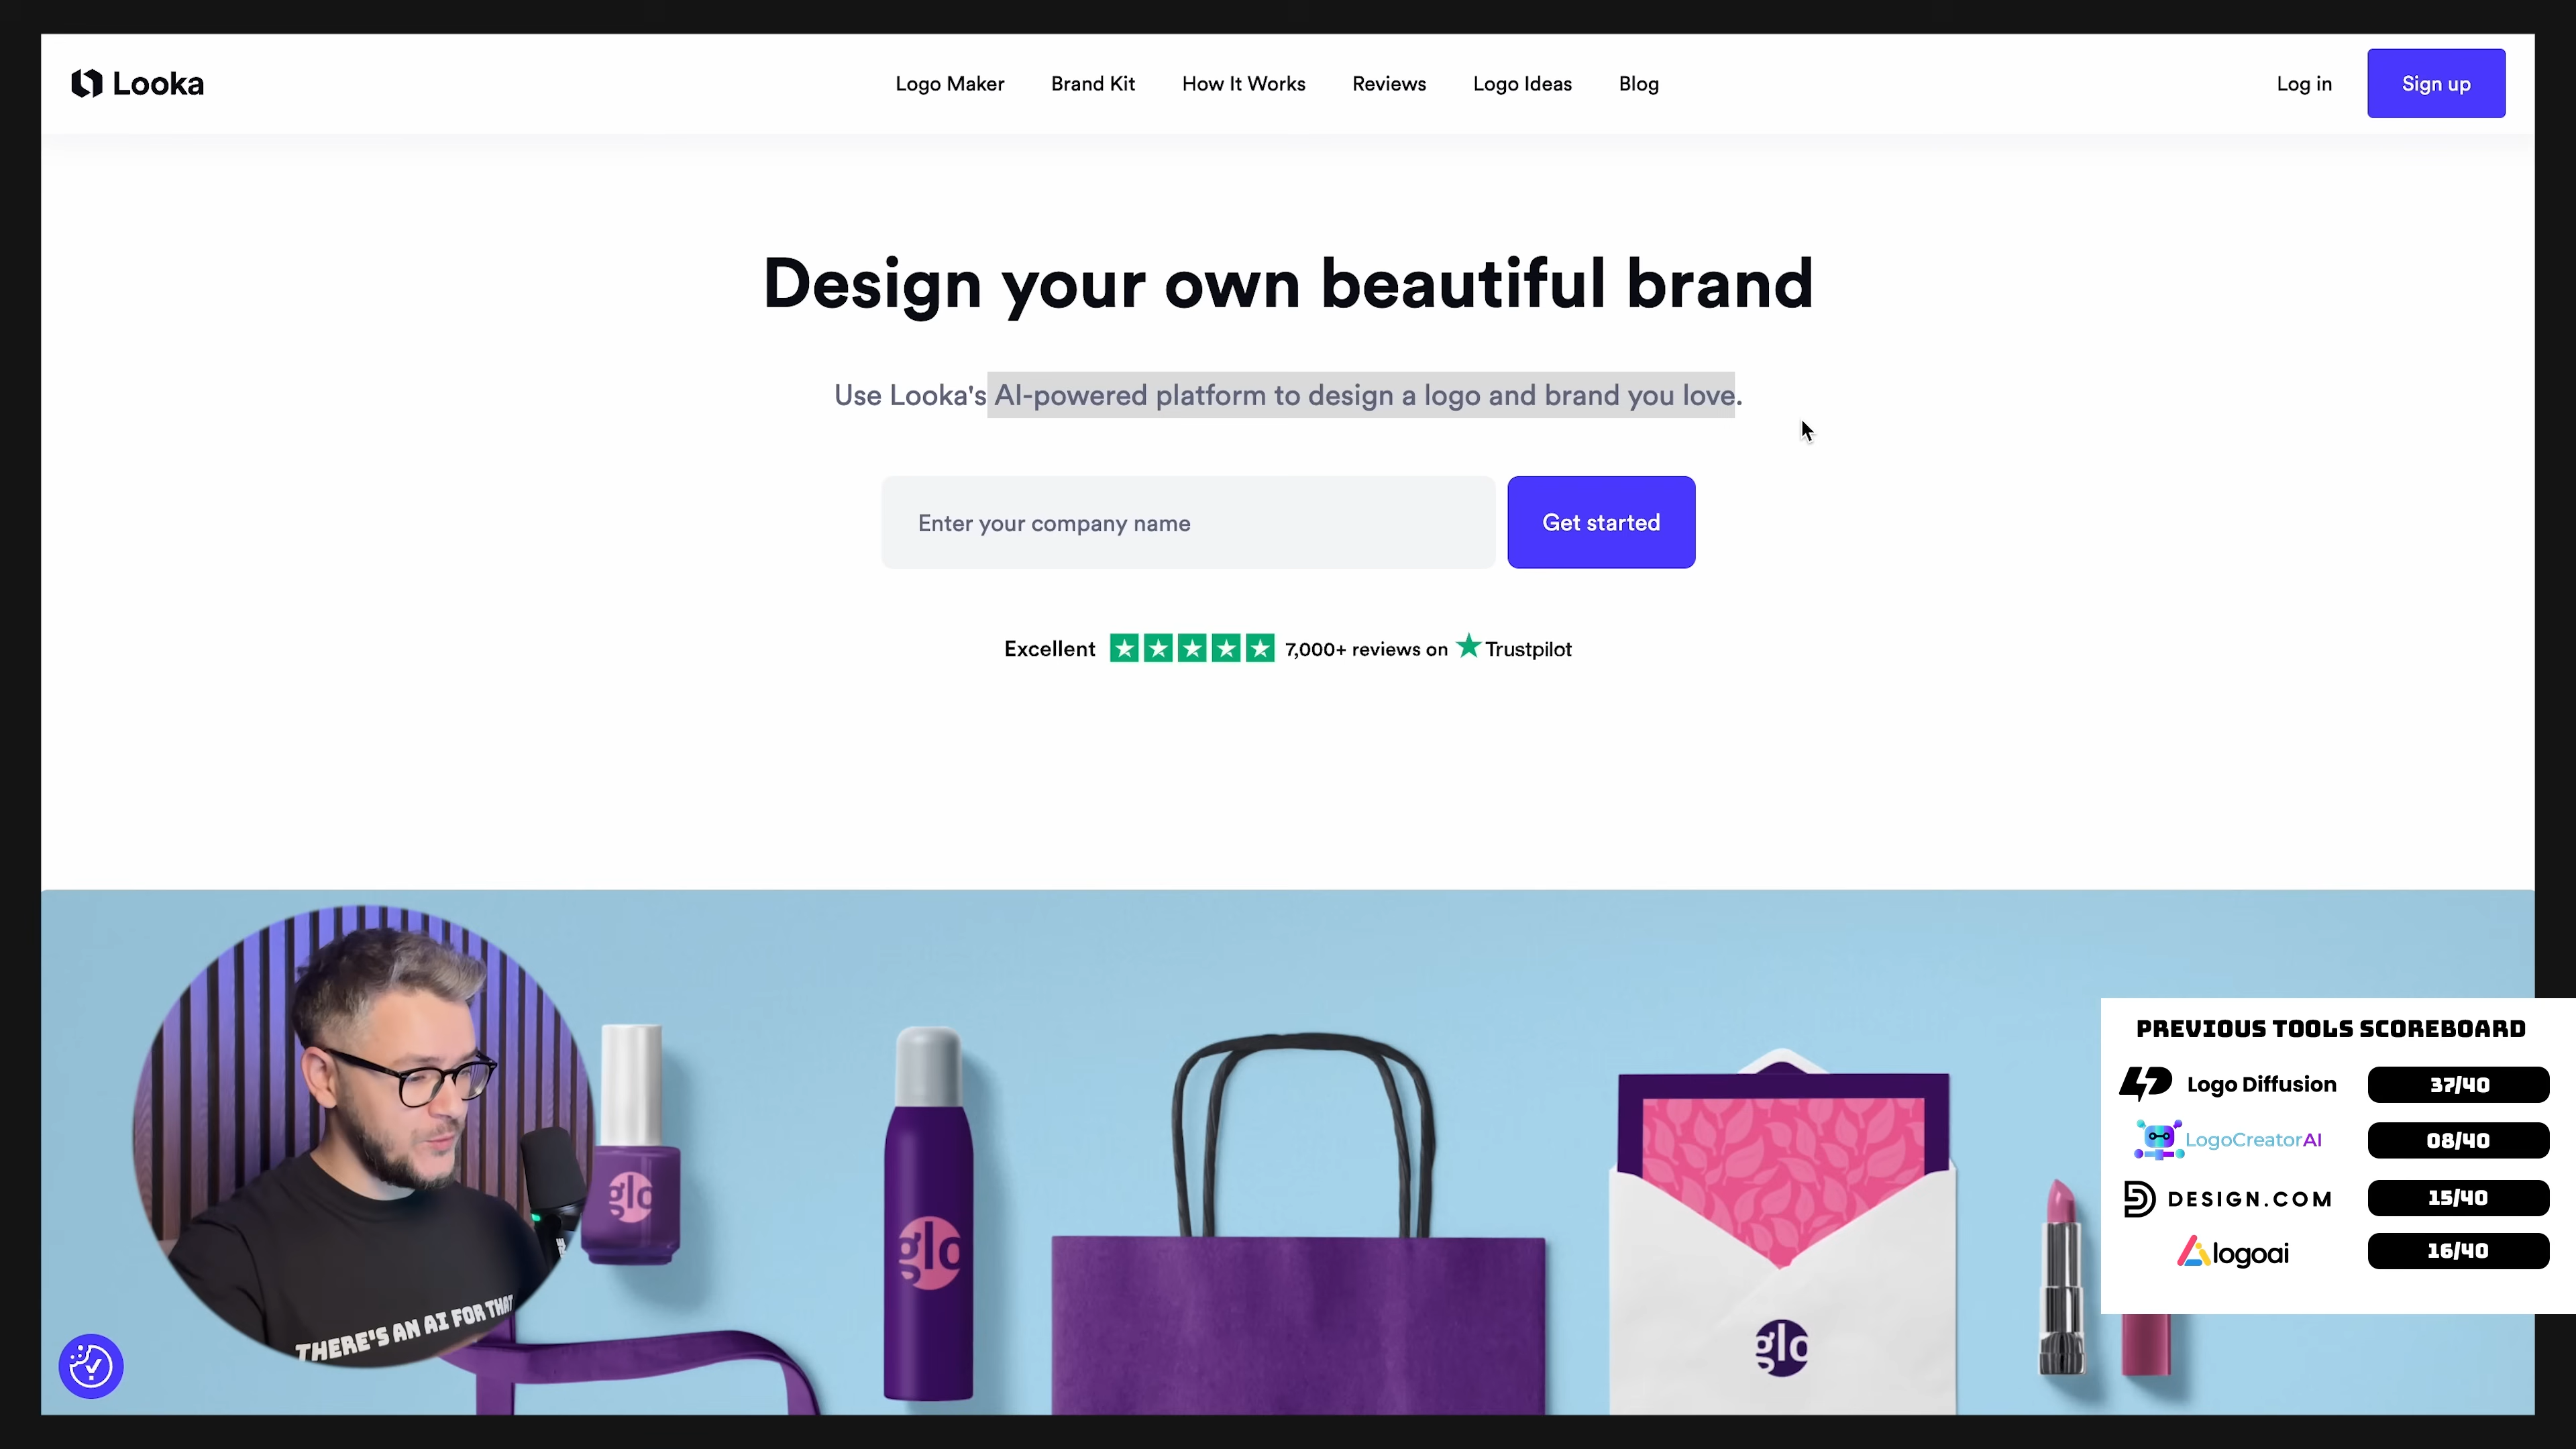 Looka
Logo Maker
Brand Kit
How It Works
Reviews
Logo Ideas
Blog
Log in
Sign up
Design your own beautiful brand
Use Looka's AI-powered platform to design a logo and brand you love.
Enter your company name
Get started
Excellent
7,000+ reviews on
Trustpilot
glo
glo
glo
THERE'S AN AI FOR THAT
PREVIOUS TOOLS SCOREBOARD
Logo Diffusion 37/40
LogoCreatorAI 08/40
DESIGN.COM 15/40
logoai 16/40